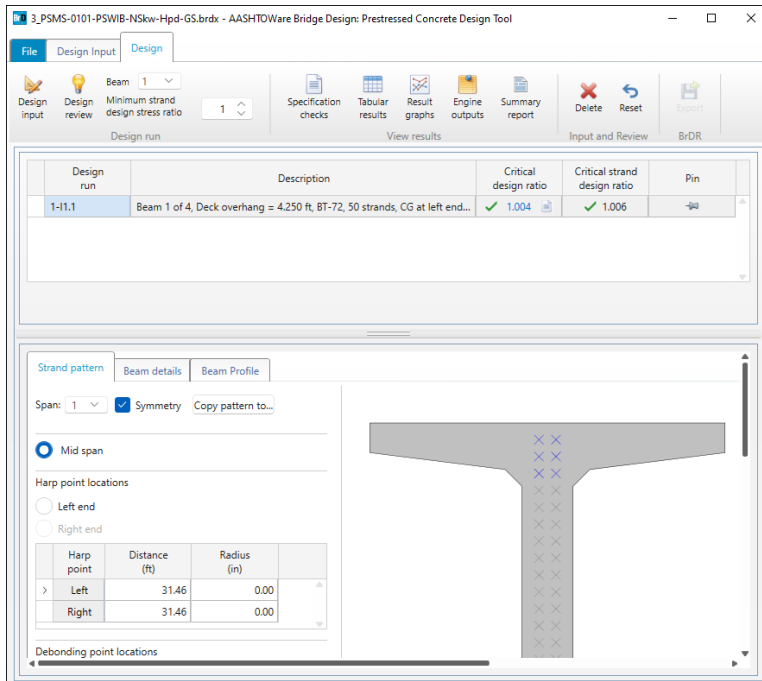 BrD 3_PSMS-0101-PSWIB-NSkw-Hpd-GS.brdx - AASHTOWare Bridge Design: Prestressed Concrete Design Tool
File Design Input Design
Design input
Design review
Beam 1
Minimum strand design stress ratio 1
Specification checks
Tabular results
Result graphs
Engine outputs
Summary report
Delete
Reset
Export
Design run View results Input and Review BrDR
Design run Description Critical design ratio Critical strand design ratio Pin
1-I1.1 Beam 1 of 4, Deck overhang = 4.250 ft, BT-72, 50 strands, CG at left end... 1.004 1.006
Strand pattern Beam details Beam Profile
Span: 1 Symmetry Copy pattern to...
Mid span
Harp point locations
Left end
Right end
Harp point Distance (ft) Radius (in)
> Left 31.46 0.00
Right 31.46 0.00
Debonding point locations